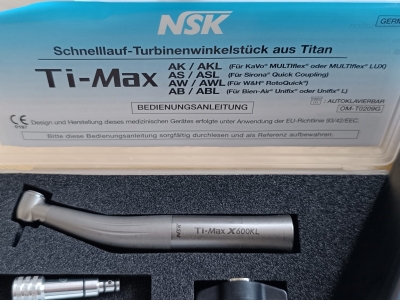 NSK
GER
Schnelllauf-Turbinenwinkelstück aus Titan
Ti-Max
AK / AKL (Für KaVo® MULTIflex® oder MULTIflex® LUX)
AS / ASL (Für Sirona® Quick Coupling)
AW / AWL (Für W&H® RotoQuick®)
AB / ABL (Für Bien-Air® Unifix® oder Unifix® L)
BEDIENUNGSANLEITUNG
: AUTOKLAVIERBAR
OM-T0209G
CE 0197
Design und Herstellung dieses medizinischen Gerätes erfolgte unter Anwendung der EU-Richtlinie 93/42/EEC.
Bitte diese Bedienungsanleitung sorgfältig durchlesen und als Referenz aufbewahren.
NSK Ti-Max X600KL